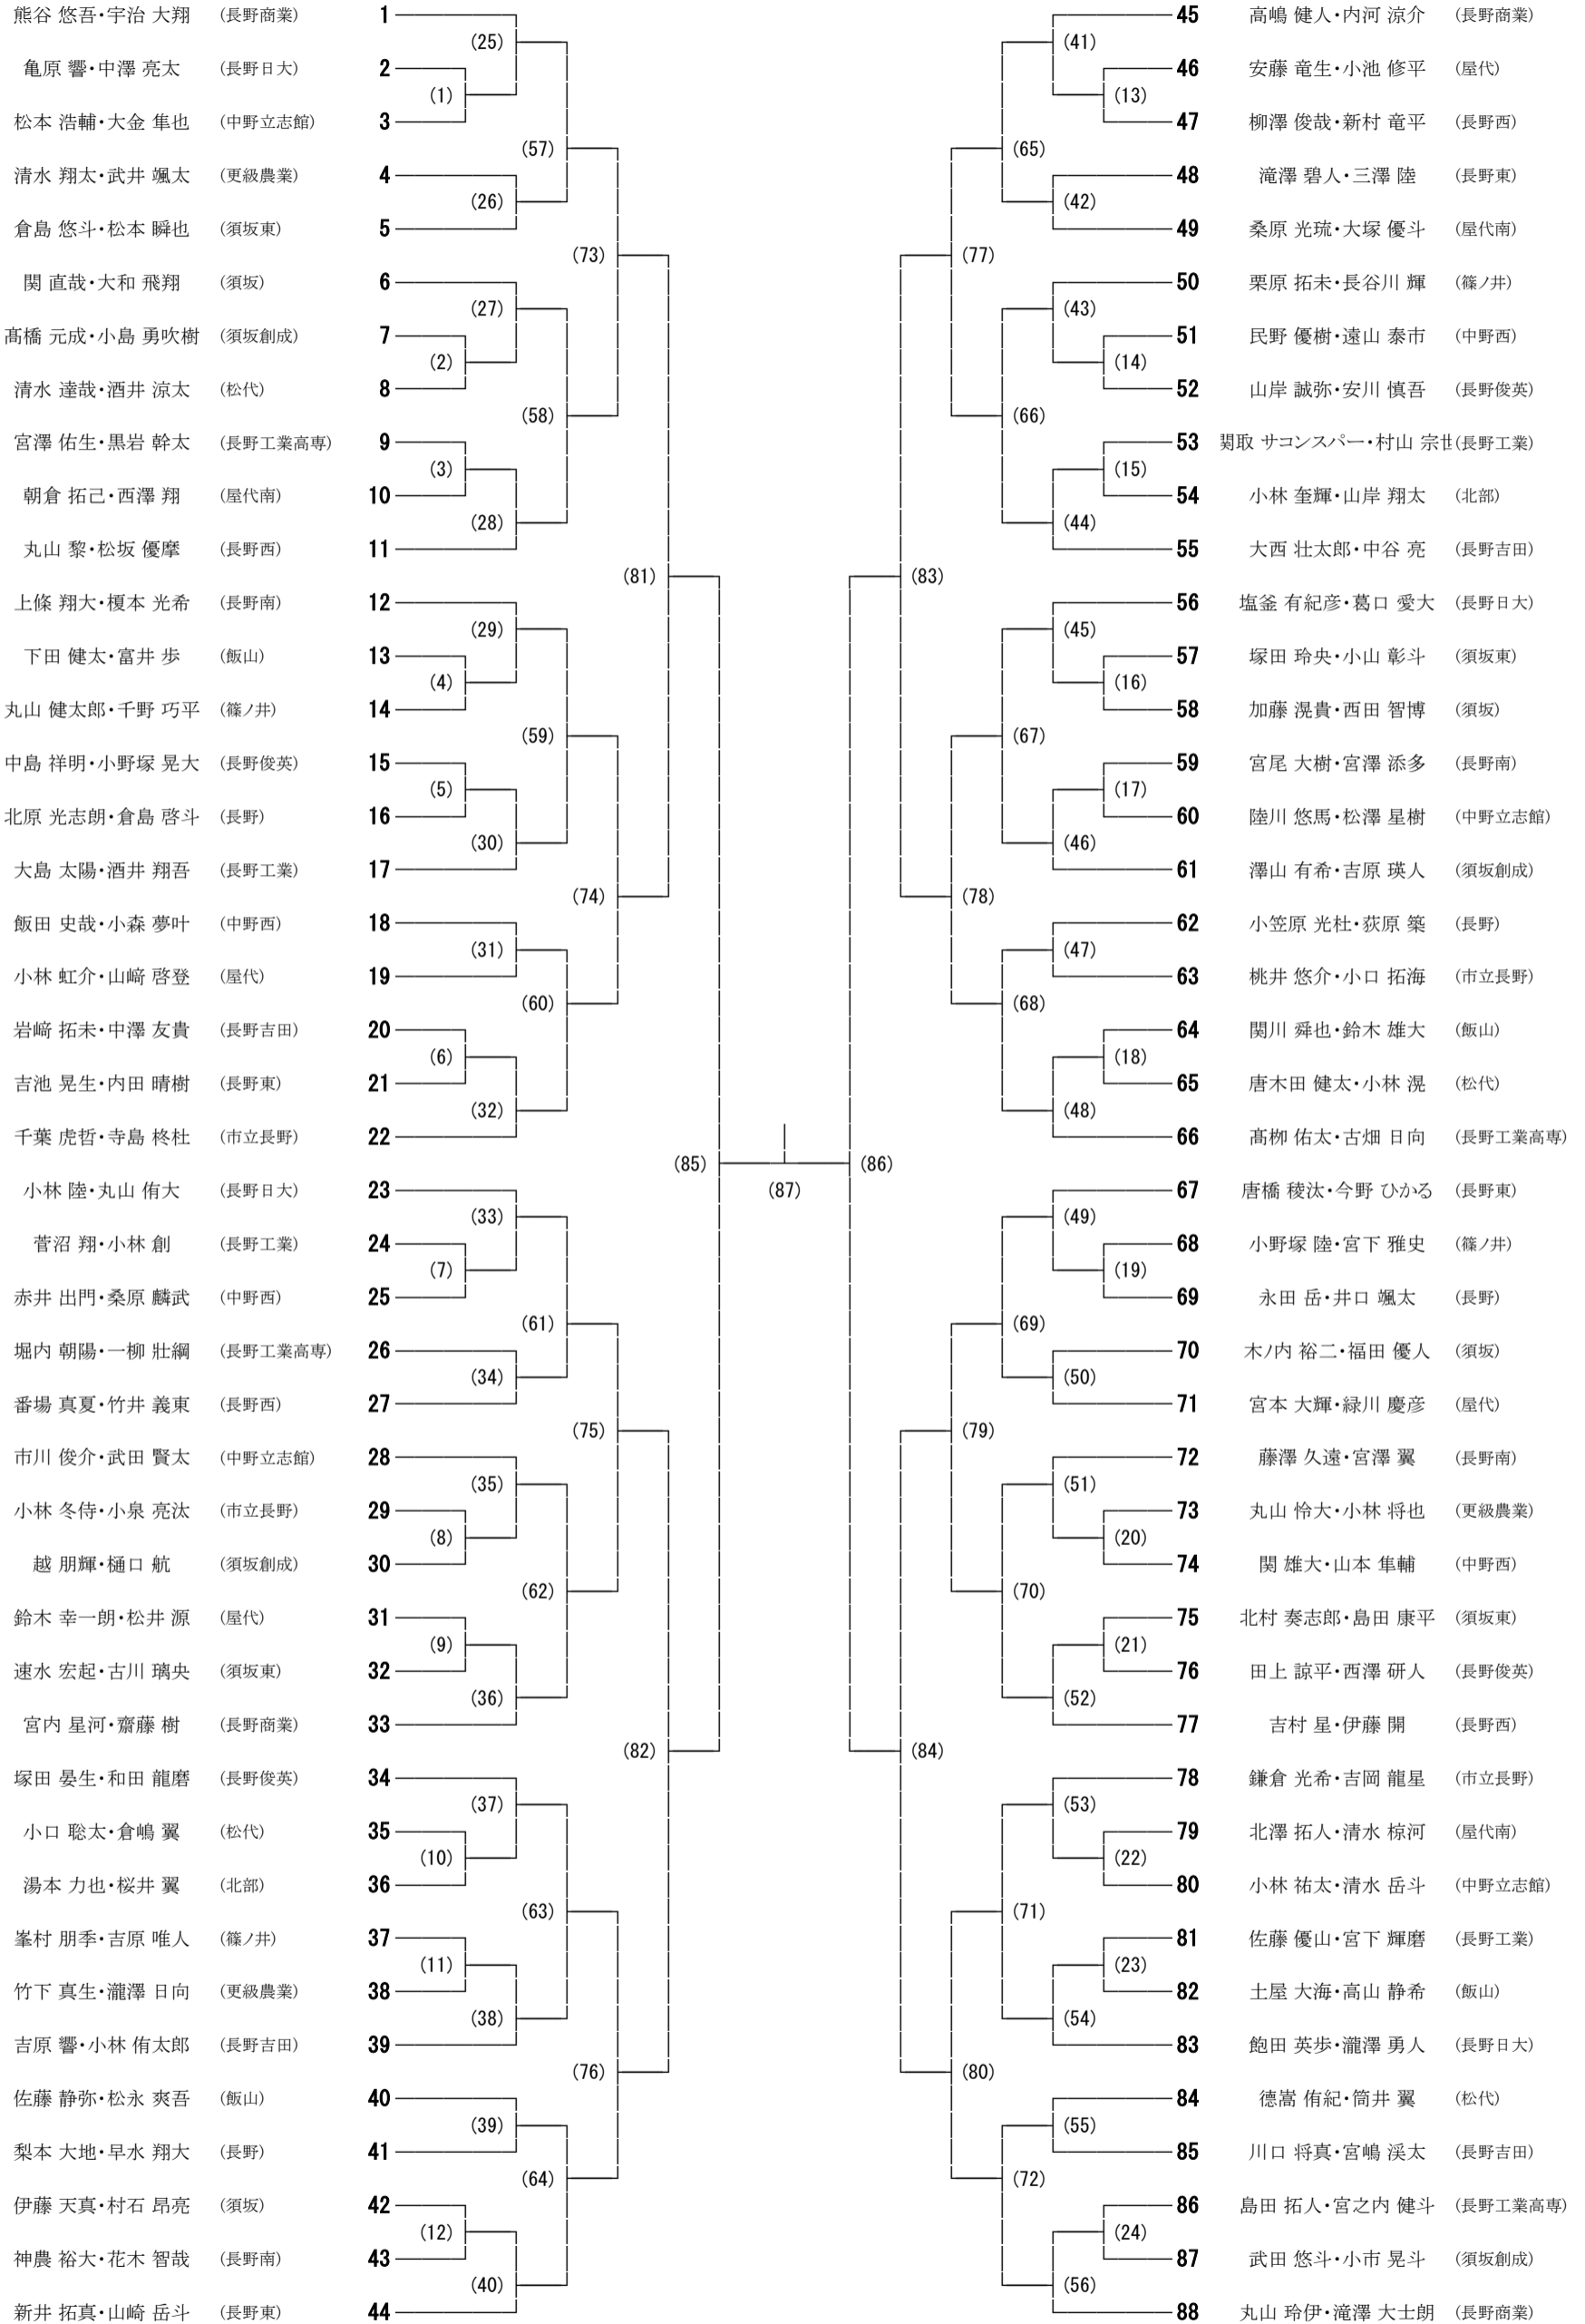 熊谷 悠吾・宇治 大翔 (長野商業) 1
亀原 響・中澤 亮太 (長野日大) 2
松本 浩輔・大金 隼也 (中野立志館) 3
清水 翔太・武井 颯太 (更級農業) 4
倉島 悠斗・松本 瞬也 (須坂東) 5
関 直哉・大和 飛翔 (須坂) 6
髙橋 元成・小島 勇吹樹 (須坂創成) 7
清水 達哉・酒井 涼太 (松代) 8
宮澤 佑生・黒岩 幹太 (長野工業高専) 9
朝倉 拓己・西澤 翔 (屋代南) 10
丸山 黎・松坂 優摩 (長野西) 11
上條 翔大・榎本 光希 (長野南) 12
下田 健太・富井 歩 (飯山) 13
丸山 健太郎・千野 巧平 (篠ノ井) 14
中島 祥明・小野塚 晃大 (長野俊英) 15
北原 光志朗・倉島 啓斗 (長野) 16
大島 太陽・酒井 翔吾 (長野工業) 17
飯田 史哉・小森 夢叶 (中野西) 18
小林 虹介・山﨑 啓登 (屋代) 19
岩﨑 拓未・中澤 友貴 (長野吉田) 20
吉池 晃生・内田 晴樹 (長野東) 21
千葉 虎哲・寺島 柊杜 (市立長野) 22
小林 陸・丸山 侑大 (長野日大) 23
菅沼 翔・小林 創 (長野工業) 24
赤井 出門・桑原 麟武 (中野西) 25
堀内 朝陽・一柳 壯綱 (長野工業高専) 26
番場 真夏・竹井 義東 (長野西) 27
市川 俊介・武田 賢太 (中野立志館) 28
小林 冬侍・小泉 亮汰 (市立長野) 29
越 朋輝・樋口 航 (須坂創成) 30
鈴木 幸一朗・松井 源 (屋代) 31
速水 宏起・古川 璃央 (須坂東) 32
宮内 星河・齋藤 樹 (長野商業) 33
塚田 晏生・和田 龍磨 (長野俊英) 34
小口 聡太・倉嶋 翼 (松代) 35
湯本 力也・桜井 翼 (北部) 36
峯村 朋季・吉原 唯人 (篠ノ井) 37
竹下 真生・瀧澤 日向 (更級農業) 38
吉原 響・小林 侑太郎 (長野吉田) 39
佐藤 静弥・松永 爽吾 (飯山) 40
梨本 大地・早水 翔大 (長野) 41
伊藤 天真・村石 昂亮 (須坂) 42
神農 裕大・花木 智哉 (長野南) 43
新井 拓真・山崎 岳斗 (長野東) 44
(1)
(2)
(3)
(4)
(5)
(6)
(7)
(8)
(9)
(10)
(11)
(12)
(25)
(26)
(27)
(28)
(29)
(30)
(31)
(32)
(33)
(34)
(35)
(36)
(37)
(38)
(39)
(40)
(57)
(58)
(59)
(60)
(61)
(62)
(63)
(64)
(73)
(74)
(75)
(76)
(81)
(82)
(85)
(87)
(86)
(83)
(84)
(77)
(78)
(79)
(80)
(65)
(66)
(67)
(68)
(69)
(70)
(71)
(72)
(41)
(42)
(43)
(44)
(45)
(46)
(47)
(48)
(49)
(50)
(51)
(52)
(53)
(54)
(55)
(56)
(13)
(14)
(15)
(16)
(17)
(18)
(19)
(20)
(21)
(22)
(23)
(24)
45 高嶋 健人・内河 涼介 (長野商業)
46 安藤 竜生・小池 修平 (屋代)
47 柳澤 俊哉・新村 竜平 (長野西)
48 滝澤 碧人・三澤 陸 (長野東)
49 桑原 光琉・大塚 優斗 (屋代南)
50 栗原 拓未・長谷川 輝 (篠ノ井)
51 民野 優樹・遠山 泰市 (中野西)
52 山岸 誠弥・安川 慎吾 (長野俊英)
53 関取 サコンスパー・村山 宗 (長野工業)
54 小林 奎輝・山岸 翔太 (北部)
55 大西 壮太郎・中谷 亮 (長野吉田)
56 塩釜 有紀彦・葛口 愛大 (長野日大)
57 塚田 玲央・小山 彰斗 (須坂東)
58 加藤 滉貴・西田 智博 (須坂)
59 宮尾 大樹・宮澤 添多 (長野南)
60 陸川 悠馬・松澤 星樹 (中野立志館)
61 澤山 有希・吉原 瑛人 (須坂創成)
62 小笠原 光杜・荻原 築 (長野)
63 桃井 悠介・小口 拓海 (市立長野)
64 関川 舜也・鈴木 雄大 (飯山)
65 唐木田 健太・小林 滉 (松代)
66 髙栁 佑太・古畑 日向 (長野工業高専)
67 唐橋 稜汰・今野 ひかる (長野東)
68 小野塚 陸・宮下 雅史 (篠ノ井)
69 永田 岳・井口 颯太 (長野)
70 木ノ内 裕二・福田 優人 (須坂)
71 宮本 大輝・緑川 慶彦 (屋代)
72 藤澤 久遠・宮澤 翼 (長野南)
73 丸山 怜大・小林 将也 (更級農業)
74 関 雄大・山本 隼輔 (中野西)
75 北村 奏志郎・島田 康平 (須坂東)
76 田上 諒平・西澤 研人 (長野俊英)
77 吉村 星・伊藤 開 (長野西)
78 鎌倉 光希・吉岡 龍星 (市立長野)
79 北澤 拓人・清水 椋河 (屋代南)
80 小林 祐太・清水 岳斗 (中野立志館)
81 佐藤 優山・宮下 輝磨 (長野工業)
82 土屋 大海・高山 静希 (飯山)
83 飽田 英歩・瀧澤 勇人 (長野日大)
84 德嵩 侑紀・筒井 翼 (松代)
85 川口 将真・宮嶋 渓太 (長野吉田)
86 島田 拓人・宮之内 健斗 (長野工業高専)
87 武田 悠斗・小市 晃斗 (須坂創成)
88 丸山 玲伊・滝澤 大士朗 (長野商業)